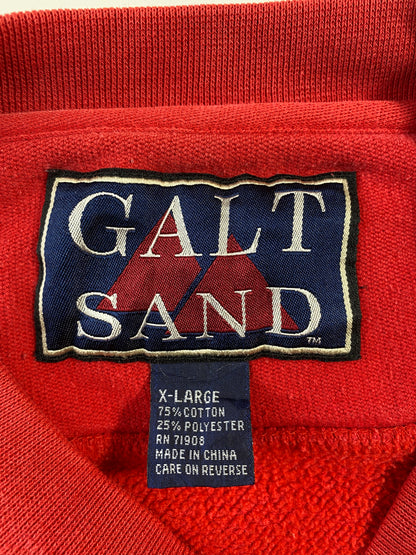 GALT
SAND
TM
X-LARGE
75% COTTON
25% POLYESTER
RN 71908
MADE IN CHINA
CARE ON REVERSE